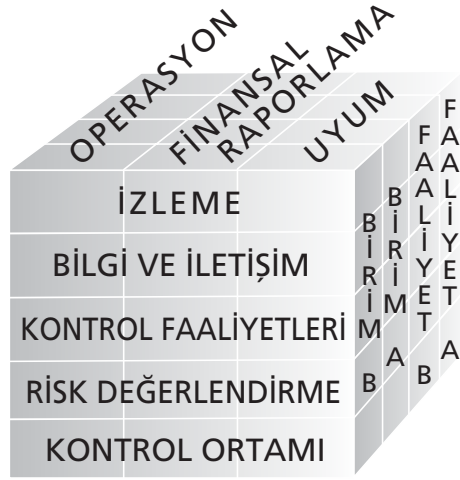 OPERASYON
FİNANSAL
RAPORLAMA
UYUM
İZLEME
BİLGİ VE İLETİŞİM
KONTROL FAALİYETLERİ
RİSK DEĞERLENDİRME
KONTROL ORTAMI
BİRİM B
BİRİM A
FAALİYET B
FAALİYET A